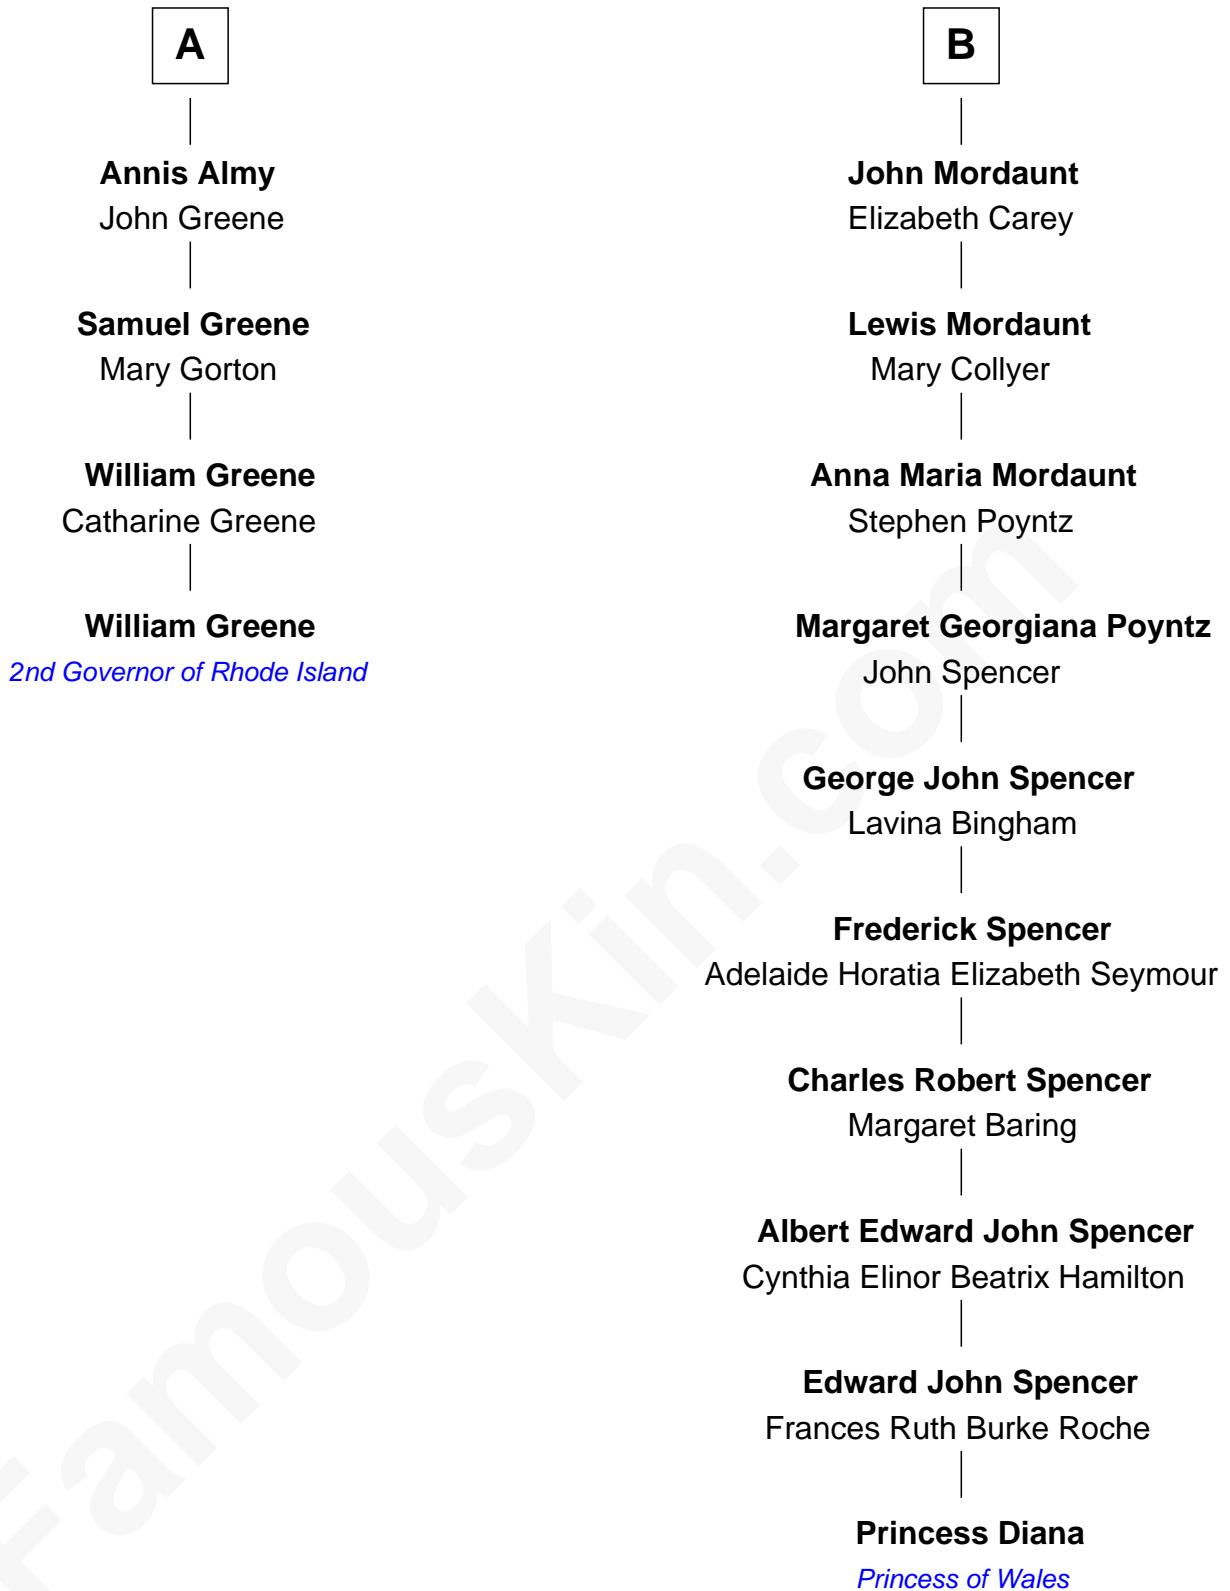 A
Annis Almy
John Greene
Samuel Greene
Mary Gorton
William Greene
Catharine Greene
William Greene
2nd Governor of Rhode Island
B
John Mordaunt
Elizabeth Carey
Lewis Mordaunt
Mary Collyer
Anna Maria Mordaunt
Stephen Poyntz
Margaret Georgiana Poyntz
John Spencer
George John Spencer
Lavina Bingham
Frederick Spencer
Adelaide Horatia Elizabeth Seymour
Charles Robert Spencer
Margaret Baring
Albert Edward John Spencer
Cynthia Elinor Beatrix Hamilton
Edward John Spencer
Frances Ruth Burke Roche
Princess Diana
Princess of Wales
FamousKin.com